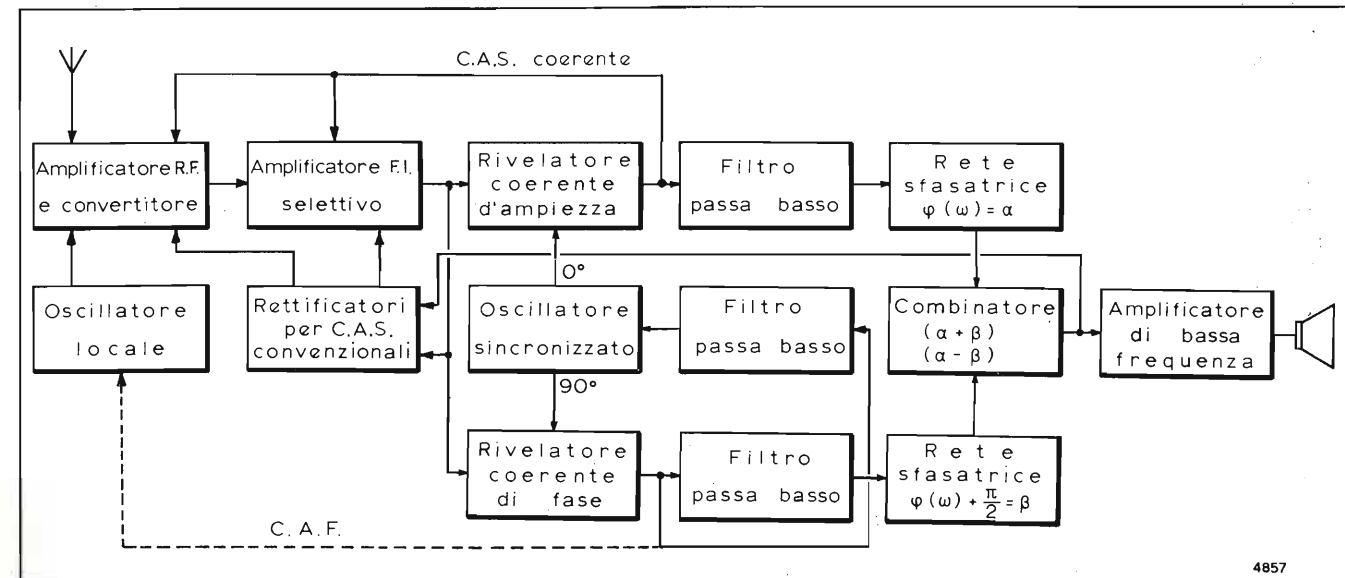 C.A.S. coerente
Amplificatore R.F.
e convertitore
Amplificatore F.I.
selettivo
Rivelatore
coerente
d'ampiezza
Filtro
passa basso
Rete
sfasatrice
φ (ω) = α
0°
Oscillatore
locale
Rettificatori
per C.A.S.
convenzionali
Oscillatore
sincronizzato
Filtro
passa basso
Combinatore
(α + β)
(α - β)
Amplificatore
di bassa
frequenza
90°
Rivelatore
coerente
di fase
Filtro
passa basso
Rete
sfasatrice
φ (ω) + π/2 = β
C. A. F.
4857